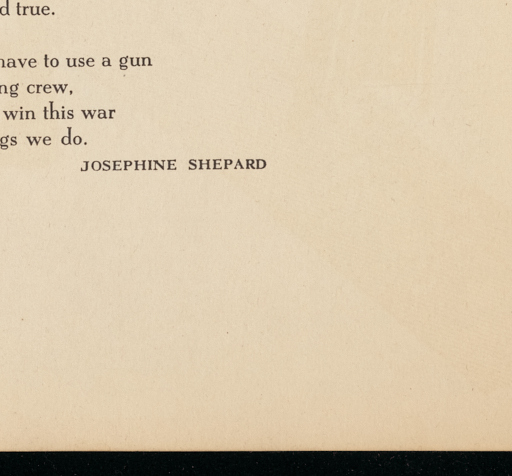 d true.
have to use a gun
ng crew,
win this war
gs we do.
JOSEPHINE SHEPARD